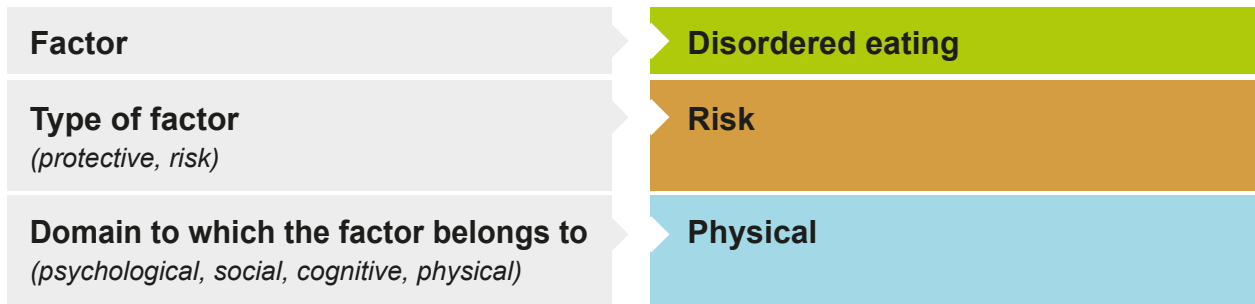 Factor
Disordered eating
Type of factor
(protective, risk)
Risk
Domain to which the factor belongs to
(psychological, social, cognitive, physical)
Physical